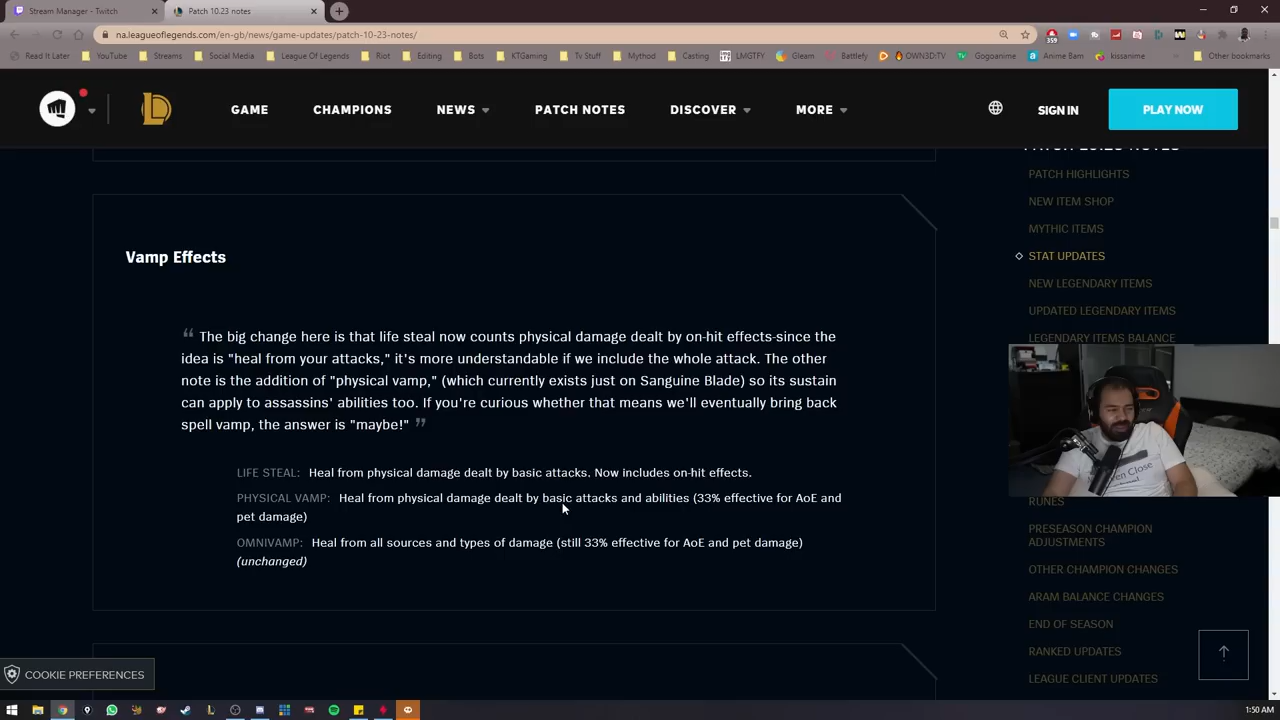 Stream Manager - Twitch
Patch 10.23 notes
na.leagueoflegends.com/en-gb/news/game-updates/patch-10-23-notes/
359
Read It Later
YouTube
Streams
Social Media
League Of Legends
Riot
Editing
Bots
KTGaming
Tv Stuff
Mythod
Casting
LMGTFY
Gleam
Battlefy
OWN3D:TV
Gogoanime
Anime Bam
kissanime
Other bookmarks
GAME
CHAMPIONS
NEWS
PATCH NOTES
DISCOVER
MORE
SIGN IN
PLAY NOW
PATCH 10.23 NOTES
PATCH HIGHLIGHTS
NEW ITEM SHOP
MYTHIC ITEMS
STAT UPDATES
NEW LEGENDARY ITEMS
UPDATED LEGENDARY ITEMS
LEGENDARY ITEMS BALANCE
RUNES
PRESEASON CHAMPION
ADJUSTMENTS
OTHER CHAMPION CHANGES
ARAM BALANCE CHANGES
END OF SEASON
RANKED UPDATES
LEAGUE CLIENT UPDATES
Vamp Effects
“ The big change here is that life steal now counts physical damage dealt by on-hit effects-since the
idea is "heal from your attacks," it's more understandable if we include the whole attack. The other
note is the addition of "physical vamp," (which currently exists just on Sanguine Blade) so its sustain
can apply to assassins' abilities too. If you're curious whether that means we'll eventually bring back
spell vamp, the answer is "maybe!" ”
LIFE STEAL: Heal from physical damage dealt by basic attacks. Now includes on-hit effects.
PHYSICAL VAMP: Heal from physical damage dealt by basic attacks and abilities (33% effective for AoE and
pet damage)
OMNIVAMP: Heal from all sources and types of damage (still 33% effective for AoE and pet damage)
(unchanged)
COOKIE PREFERENCES
1:50 AM